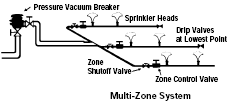 Pressure Vacuum Breaker
Sprinkler Heads
Drip Valves
at Lowest Point
Zone
Shutoff Valve
Zone Control Valve
Multi-Zone System